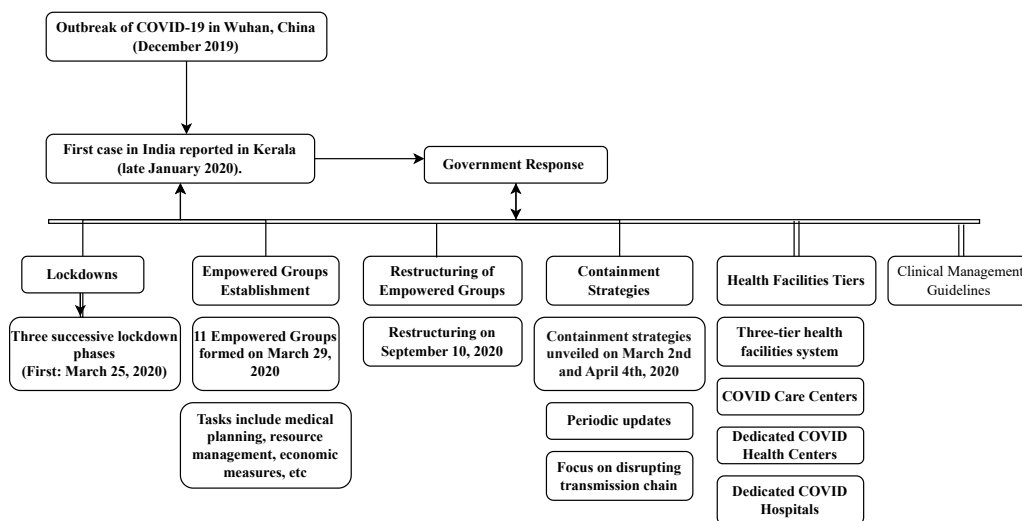 Outbreak of COVID-19 in Wuhan, China
(December 2019)
First case in India reported in Kerala
(late January 2020).
Government Response
Lockdowns
Three successive lockdown
phases
(First: March 25, 2020)
Empowered Groups
Establishment
11 Empowered Groups
formed on March 29,
2020
Tasks include medical
planning, resource
management, economic
measures, etc
Restructuring of
Empowered Groups
Restructuring on
September 10, 2020
Containment
Strategies
Containment strategies
unveiled on March 2nd
and April 4th, 2020
Periodic updates
Focus on disrupting
transmission chain
Health Facilities Tiers
Three-tier health
facilities system
COVID Care Centers
Dedicated COVID
Health Centers
Dedicated COVID
Hospitals
Clinical Management
Guidelines